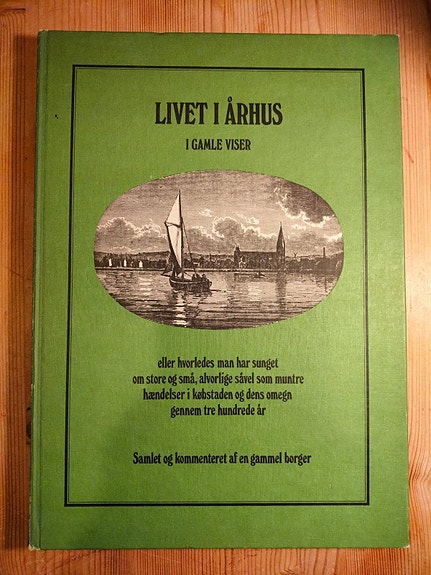 LIVET I ÅRHUS
I GAMLE VISER
eller hvorledes man har sunget
om store og små, alvorlige såvel som muntre
hændelser i købstaden og dens omegn
gennem tre hundrede år
Samlet og kommenteret af en gammel borger